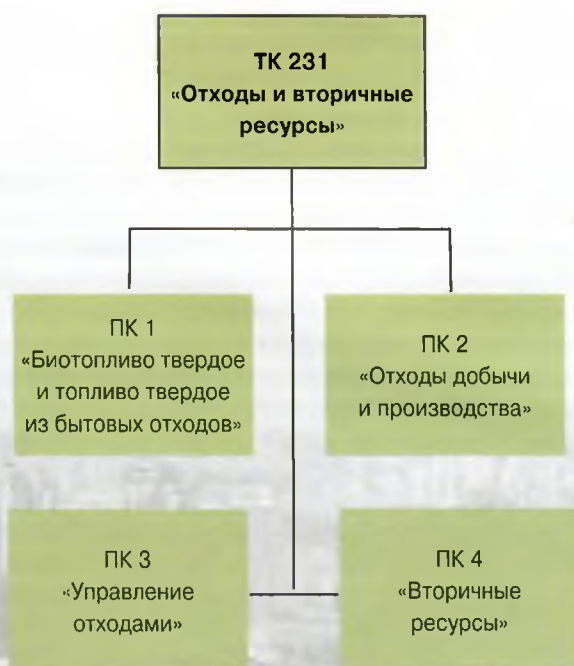 ТК 231
«Отходы и вторичные
ресурсы»
ПК 1
«Биотопливо твердое
и топливо твердое
из бытовых отходов»
ПК 2
«Отходы добычи
и производства»
ПК 3
«Управление
отходами»
ПК 4
«Вторичные
ресурсы»